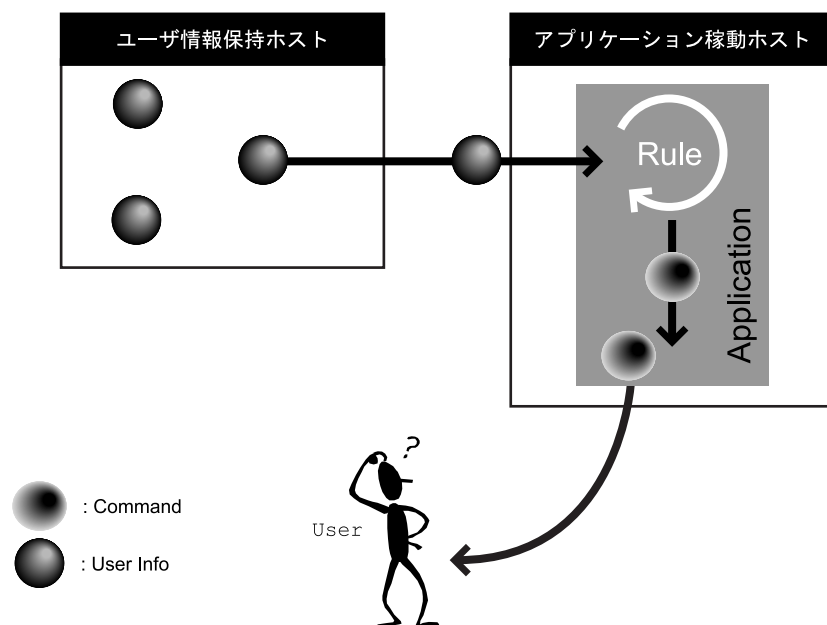 ユーザ情報保持ホスト
アプリケーション稼動ホスト
Rule
Application
?
User
: Command
: User Info